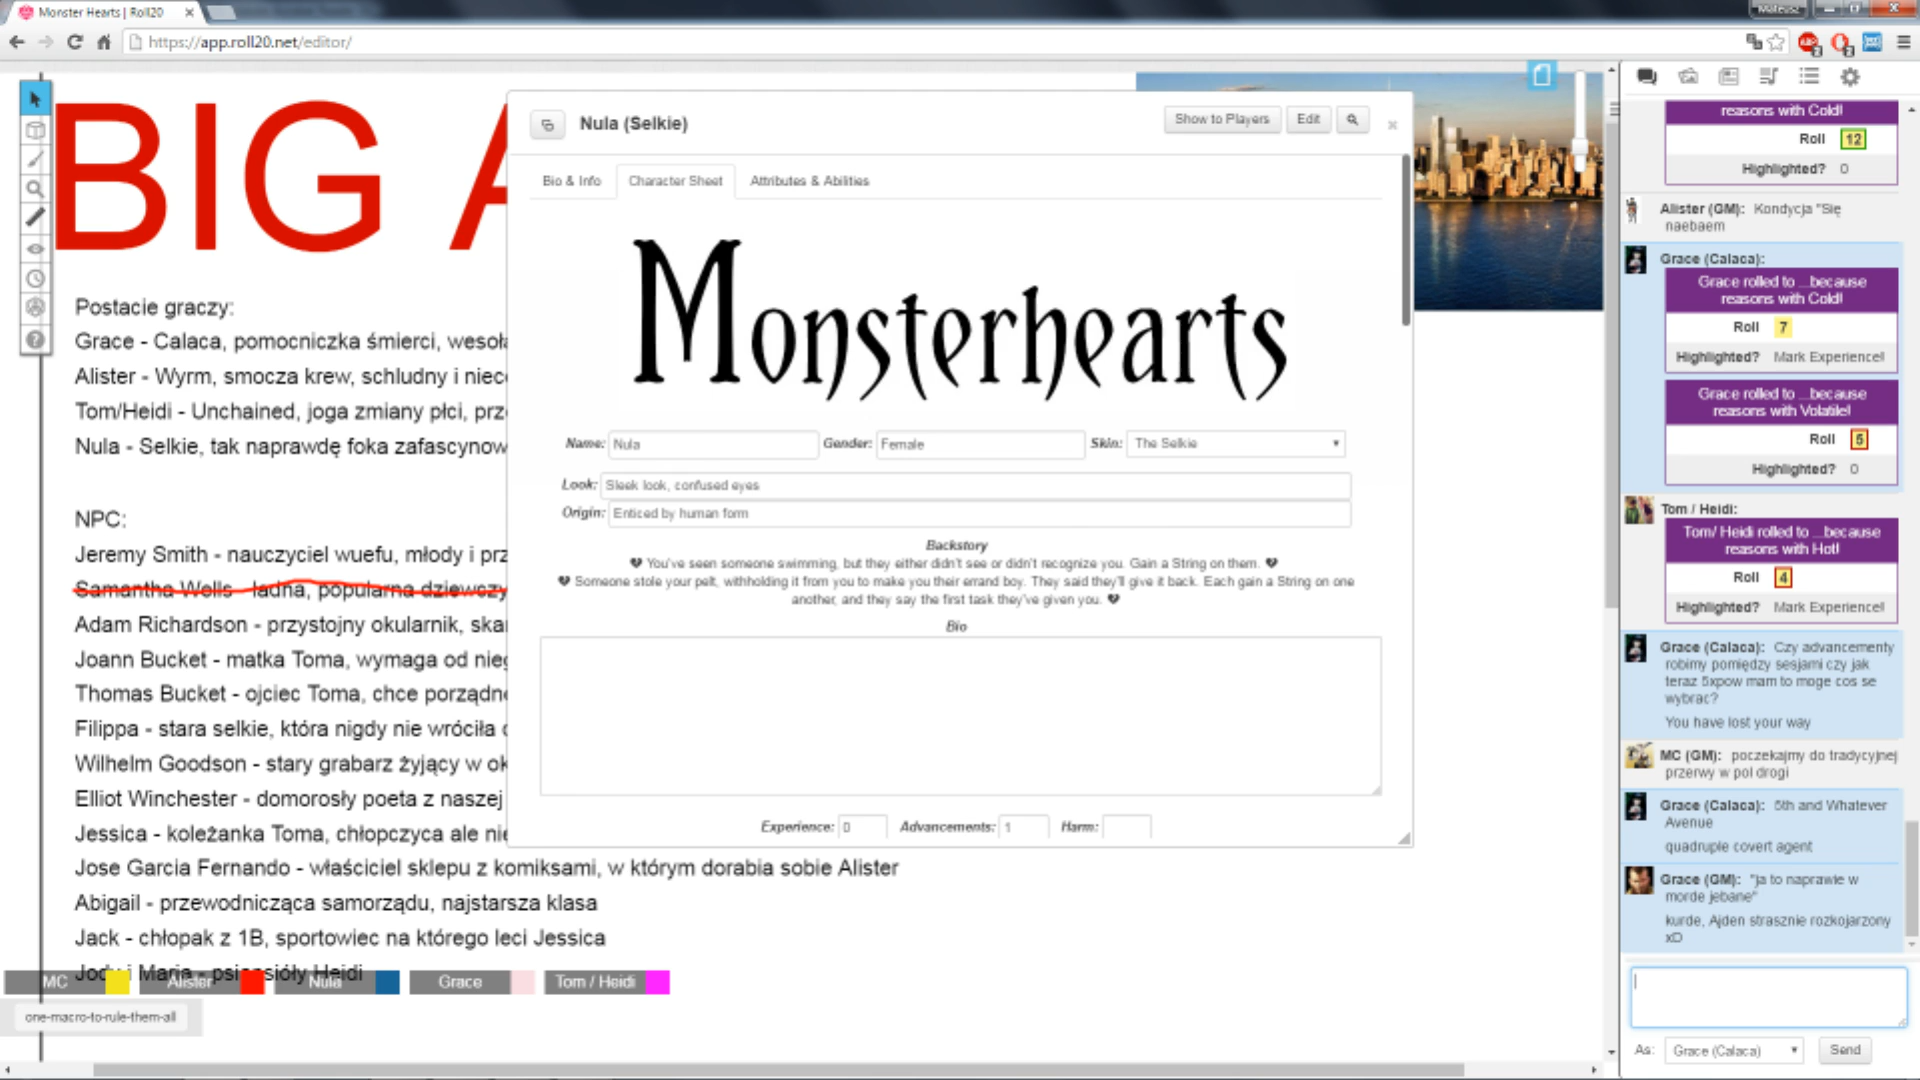 Monster Hearts | Roll20
Mateusz
https://app.roll20.net/editor/
BIG A
Postacie graczy:
Grace - Calaca, pomocniczka śmierci, weso
Alister - Wyrm, smocza krew, schludny i niec
Tom/Heidi - Unchained, joga zmiany płci, prz
Nula - Selkie, tak naprawdę foka zafascynow
NPC:
Jeremy Smith - nauczyciel wuefu, młody i prz
Samantha Wells - ładna, popularna dziewczy
Adam Richardson - przystojny okularnik, ska
Joann Bucket - matka Toma, wymaga od nie
Thomas Bucket - ojciec Toma, chce porządn
Filippa - stara selkie, która nigdy nie wróciła
Wilhelm Goodson - stary grabarz żyjący w ok
Elliot Winchester - domorosły poeta z naszej
Jessica - koleżanka Toma, chłopczyca ale ni
Jose Garcia Fernando - właściciel sklepu z komiksami, w którym dorabia sobie Alister
Abigail - przewodnicząca samorządu, najstarsza klasa
Jack - chłopak z 1B, sportowiec na którego leci Jessica
Jody i Maria - psiapsióły Heidi
MC Alister Nula Grace Tom / Heidi
one-macro-to-rule-them-all
Nula (Selkie)
Show to Players Edit
Bio & Info Character Sheet Attributes & Abilities
Monsterhearts
Name: Nula Gender: Female Skin: The Selkie
Look: Sleek look, confused eyes
Origin: Enticed by human form
Backstory
You've seen someone swimming, but they either didn't see or didn't recognize you. Gain a String on them.
Someone stole your pelt, withholding it from you to make you their errand boy. They said they'll give it back. Each gain a String on one
another, and they say the first task they've given you.
Bio
Experience: 0 Advancements: 1 Harm:
reasons with Cold!
Roll 12
Highlighted? 0
Alister (GM): Kondycja "Się
naebaem
Grace (Calaca):
Grace rolled to ...because
reasons with Cold!
Roll 7
Highlighted? Mark Experience!
Grace rolled to ...because
reasons with Volatile!
Roll 5
Highlighted? 0
Tom / Heidi:
Tom/ Heidi rolled to ...because
reasons with Hot!
Roll 4
Highlighted? Mark Experience!
Grace (Calaca): Czy advancementy
robimy pomiędzy sesjami czy jak
teraz 5xpow mam to moge cos se
wybrac?
You have lost your way
MC (GM): poczekajmy do tradycyjnej
przerwy w pol drogi
Grace (Calaca): 5th and Whatever
Avenue
quadruple covert agent
Grace (GM): "ja to naprawie w
morde jebane"
kurde, Ajden strasznie rozkojarzony
xD
As: Grace (Calaca) Send